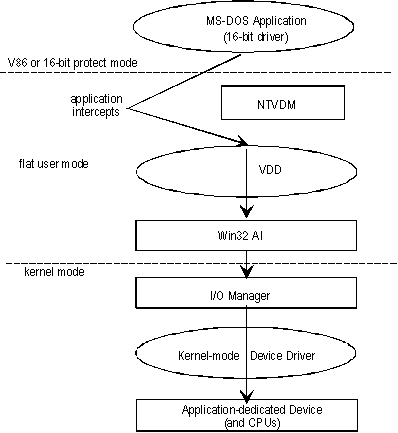 MS-DOS Application
(16-bit driver)
V86 or 16-bit protect mode
application
intercepts
NTVDM
flat user mode
VDD
Win32 AI
kernel mode
I/O Manager
Kernel-mode Device Driver
Application-dedicated Device
(and CPUs)